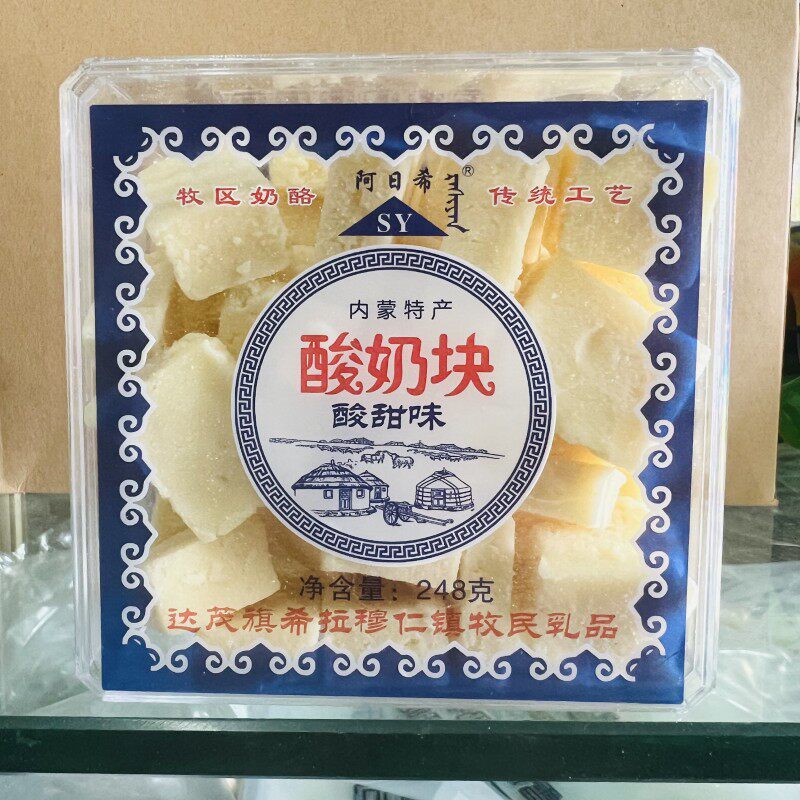 阿日希®
牧区奶酪
传统工艺
SY
内蒙特产
酸奶块
酸甜味
净含量：248克
达茂旗希拉穆仁镇牧民乳品